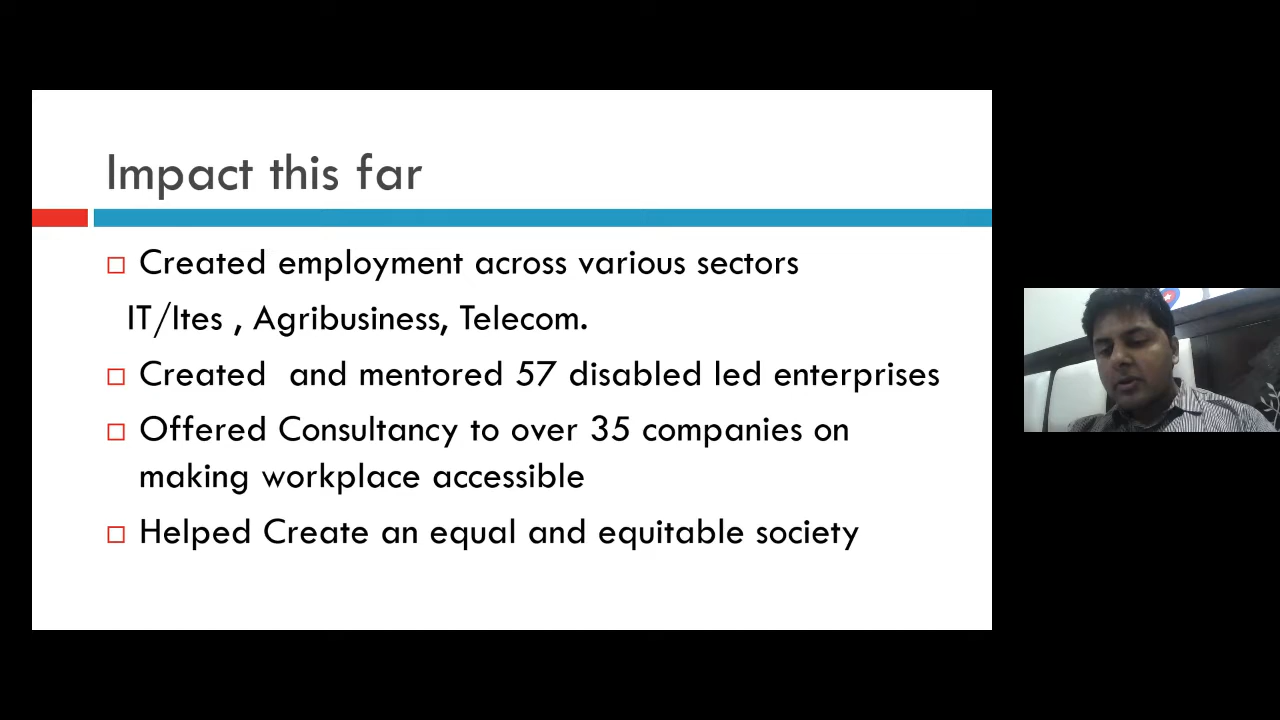 Impact this far
Created employment across various sectors
IT/Ites , Agribusiness, Telecom.
Created  and mentored 57 disabled led enterprises
Offered Consultancy to over 35 companies on
making workplace accessible
Helped Create an equal and equitable society